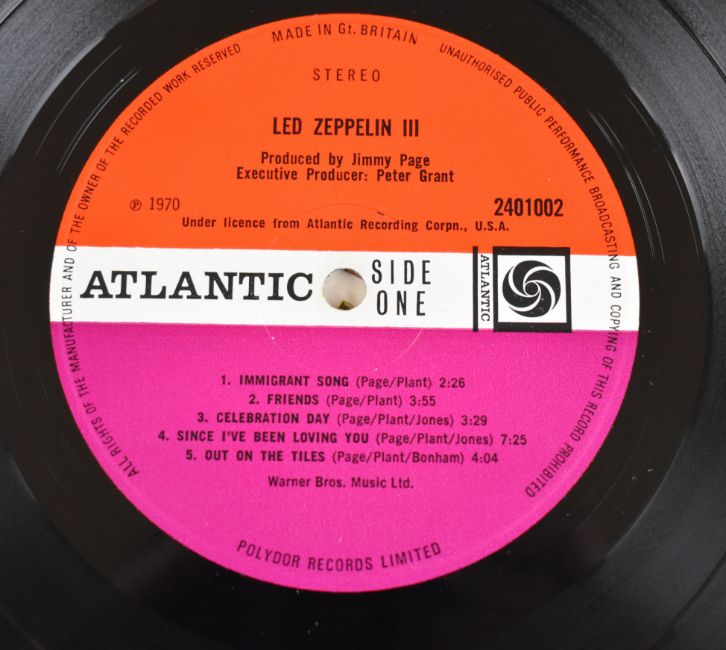 MADE IN Gt. BRITAIN
ALL RIGHTS OF THE MANUFACTURER AND OF THE OWNER OF THE RECORDED WORK RESERVED
UNAUTHORISED PUBLIC PERFORMANCE BROADCASTING AND COPYING OF THIS RECORD PROHIBITED
STEREO
LED ZEPPELIN III
Produced by Jimmy Page
Executive Producer: Peter Grant
℗ 1970
2401002
Under licence from Atlantic Recording Corpn., U.S.A.
ATLANTIC
SIDE
ONE
ATLANTIC
1. IMMIGRANT SONG (Page/Plant) 2:26
2. FRIENDS (Page/Plant) 3:55
3. CELEBRATION DAY (Page/Plant/Jones) 3:29
4. SINCE I'VE BEEN LOVING YOU (Page/Plant/Jones) 7:25
5. OUT ON THE TILES (Page/Plant/Bonham) 4:04
Warner Bros. Music Ltd.
POLYDOR RECORDS LIMITED